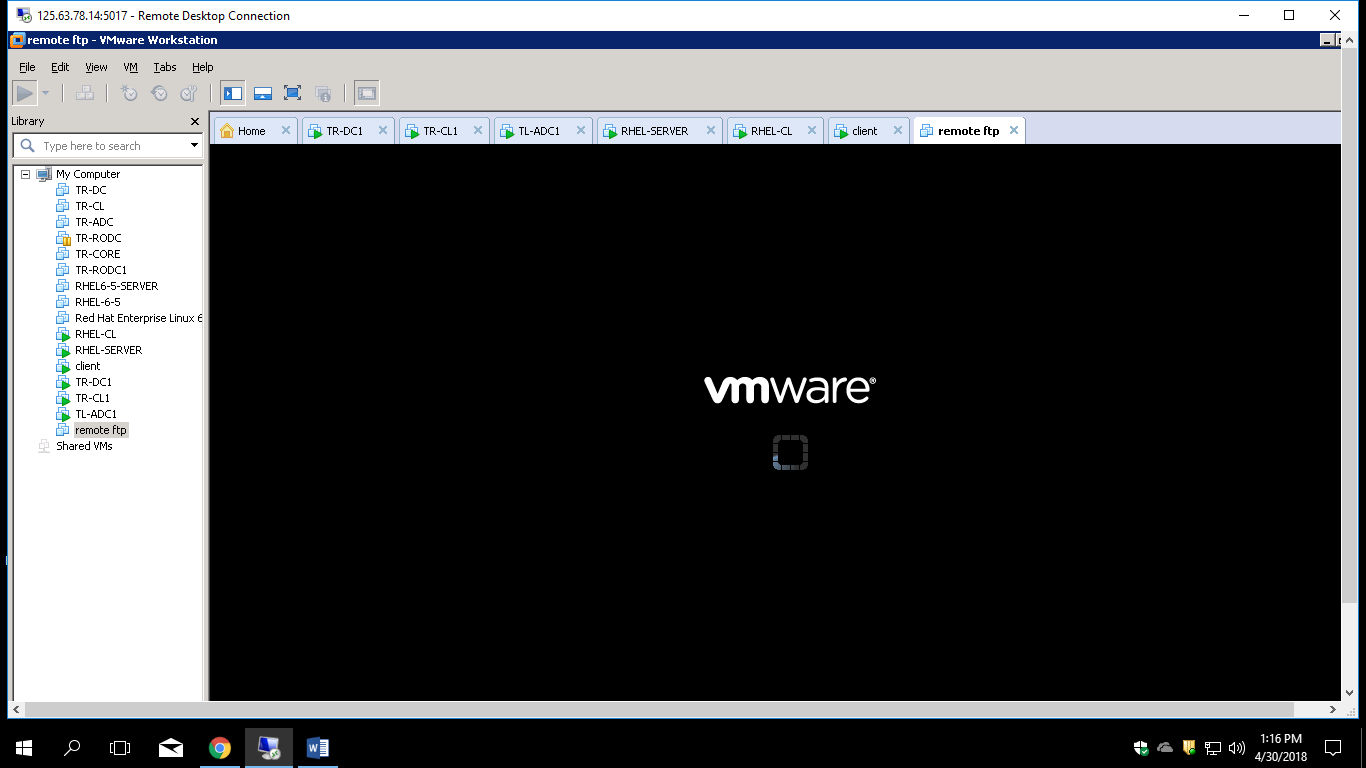 125.63.78.14:5017 - Remote Desktop Connection
remote ftp - VMware Workstation
File Edit View VM Tabs Help
Library
Type here to search
Home TR-DC1 TR-CL1 TL-ADC1 RHEL-SERVER RHEL-CL client remote ftp
My Computer
TR-DC
TR-CL
TR-ADC
TR-RODC
TR-CORE
TR-RODC1
RHEL6-5-SERVER
RHEL-6-5
Red Hat Enterprise Linux 6
RHEL-CL
RHEL-SERVER
client
TR-DC1
TR-CL1
TL-ADC1
remote ftp
Shared VMs
vmware®
1:16 PM
4/30/2018